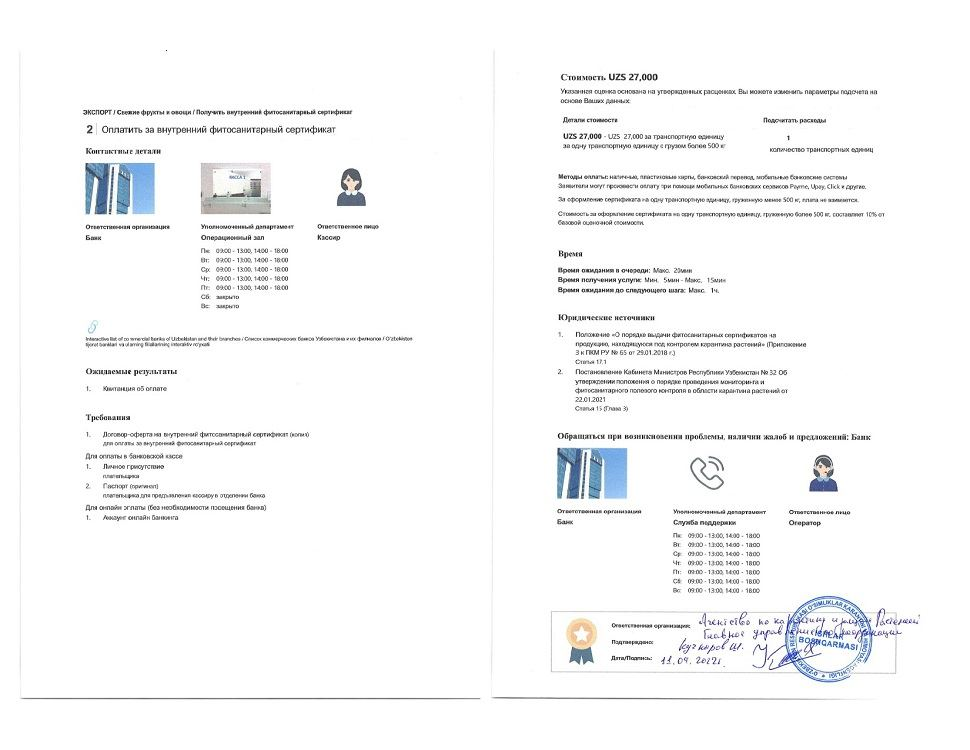 ЭКСПОРТ / Свежие фрукты и овощи / Получить внутренний фитосанитарный сертификат
2 Оплатить за внутренний фитосанитарный сертификат
Контактные детали
КАССА 1
Ответственная организация
Банк
Уполномоченный департамент
Операционный зал
Пн: 09:00 - 13:00, 14:00 - 18:00
Вт: 09:00 - 13:00, 14:00 - 18:00
Ср: 09:00 - 13:00, 14:00 - 18:00
Чт: 09:00 - 13:00, 14:00 - 18:00
Пт: 09:00 - 13:00, 14:00 - 18:00
Сб: закрыто
Вс: закрыто
Ответственное лицо
Кассир
Interactive list of commercial banks of Uzbekistan and their branches / Список коммерческих банков Узбекистана и их филиалов / O'zbekiston
tijorat banklari va ularning filiallarining interaktiv ro'yxati
Ожидаемые результаты
1. Квитанция об оплате
Требования
1. Договор-оферта на внутренний фитосанитарный сертификат (копия)
для оплаты за внутренний фитосанитарный сертификат
Для оплаты в банковской кассе
1. Личное присутствие
плательщика
2. Паспорт (оригинал)
плательщика для предъявления кассиру в отделении банка
Для онлайн оплаты (без необходимости посещения банка)
1. Аккаунт онлайн банкинга
Стоимость UZS 27,000
Указанная оценка основана на утвержденных расценках. Вы можете изменить параметры подсчета на
основе Ваших данных:
Детали стоимости
UZS 27,000 - UZS 27,000 за транспортную единицу
за одну транспортную единицу с грузом более 500 кг
Подсчитать расходы
1
количество транспортных единиц
Методы оплаты: наличные, пластиковые карты, банковский перевод, мобильные банковские системы
Заявители могут произвести оплату при помощи мобильных банковских сервисов Payme, Upay, Click и другие.
За оформление сертификата на одну транспортную единицу, груженную менее 500 кг, плата не взимается.
Стоимость за оформление сертификата на одну транспортную единицу, груженную более 500 кг, составляет 10% от
базовой оценочной стоимости.
Время
Время ожидания в очереди: Макс. 20мин
Время получения услуги: Мин. 5мин - Макс. 15мин
Время ожидания до следующего шага: Макс. 1ч.
Юридические источники
1. Положение «О порядке выдачи фитосанитарных сертификатов на
продукцию, находящуюся под контролем карантина растений» (Приложение
3 к ПКМ РУ № 65 от 29.01.2018 г.)
Статья 17.1
2. Постановление Кабинета Министров Республики Узбекистан № 32 Об
утверждении положения о порядке проведения мониторинга и
фитосанитарного полевого контроля в области карантина растений от
22.01.2021
Статья 15 (Глава 3)
Обращаться при возникновении проблемы, наличии жалоб и предложений: Банк
Ответственная организация
Банк
Уполномоченный департамент
Служба поддержки
Пн: 09:00 - 13:00, 14:00 - 18:00
Вт: 09:00 - 13:00, 14:00 - 18:00
Ср: 09:00 - 13:00, 14:00 - 18:00
Чт: 09:00 - 13:00, 14:00 - 18:00
Пт: 09:00 - 13:00, 14:00 - 18:00
Сб: 09:00 - 13:00, 14:00 - 18:00
Вс: 09:00 - 13:00, 14:00 - 18:00
Ответственное лицо
Оператор
Ответственная организация: Агентство по карантину и защите Растений
Главное управление
Подтверждено: Кучкаров Ш.
Дата/Подпись:
ISHLAR
BOSHQARMASI